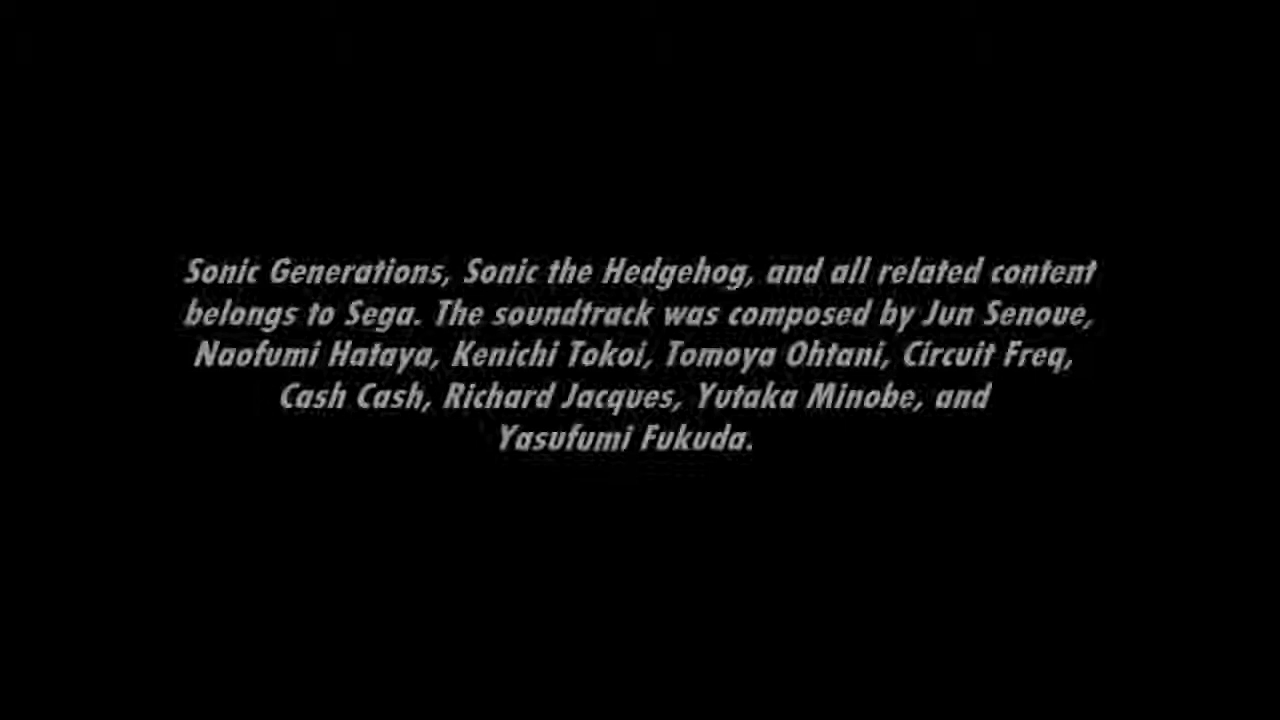 Sonic Generations, Sonic the Hedgehog, and all related content
belongs to Sega. The soundtrack was composed by Jun Senoue,
Naofumi Hataya, Kenichi Tokoi, Tomoya Ohtani, Circuit Freq,
Cash Cash, Richard Jacques, Yutaka Minobe, and
Yasufumi Fukuda.